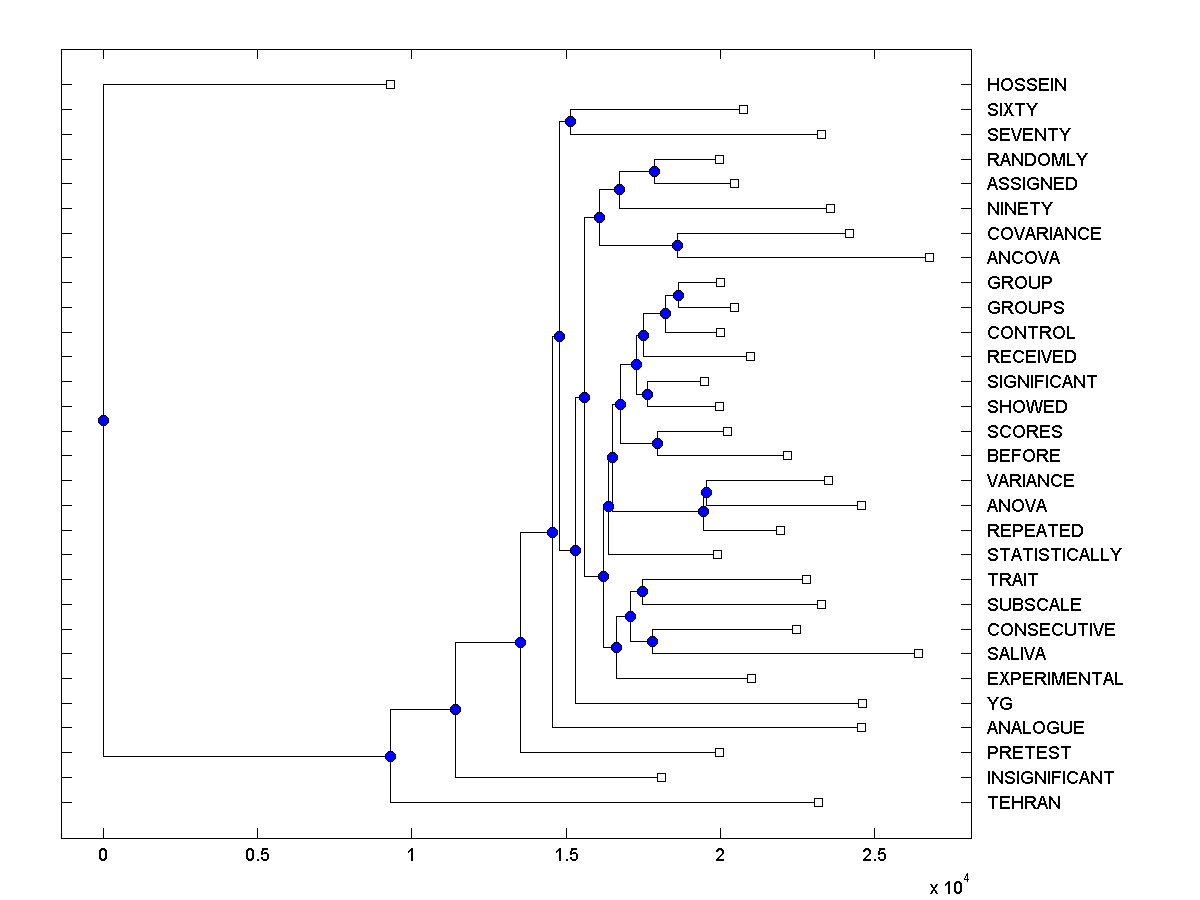 HOSSEIN
SIXTY
SEVENTY
RANDOMLY
ASSIGNED
NINETY
COVARIANCE
ANCOVA
GROUP
GROUPS
CONTROL
RECEIVED
SIGNIFICANT
SHOWED
SCORES
BEFORE
VARIANCE
ANOVA
REPEATED
STATISTICALLY
TRAIT
SUBSCALE
CONSECUTIVE
SALIVA
EXPERIMENTAL
YG
ANALOGUE
PRETEST
INSIGNIFICANT
TEHRAN
0 0.5 1 1.5 2 2.5
x 10^4